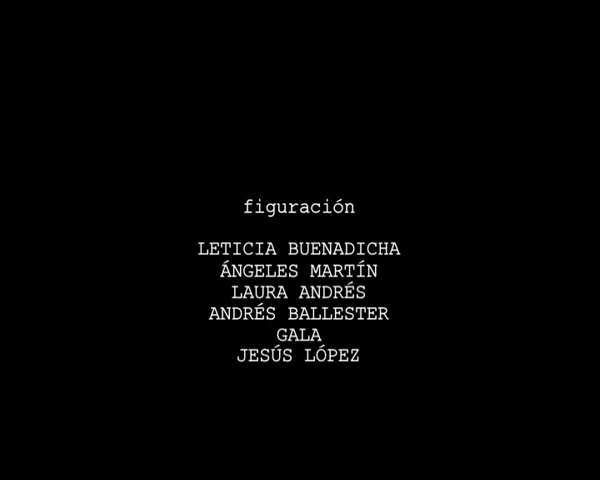 figuración
LETICIA BUENADICHA
ÁNGELES MARTÍN
LAURA ANDRÉS
ANDRÉS BALLESTER
GALA
JESÚS LÓPEZ